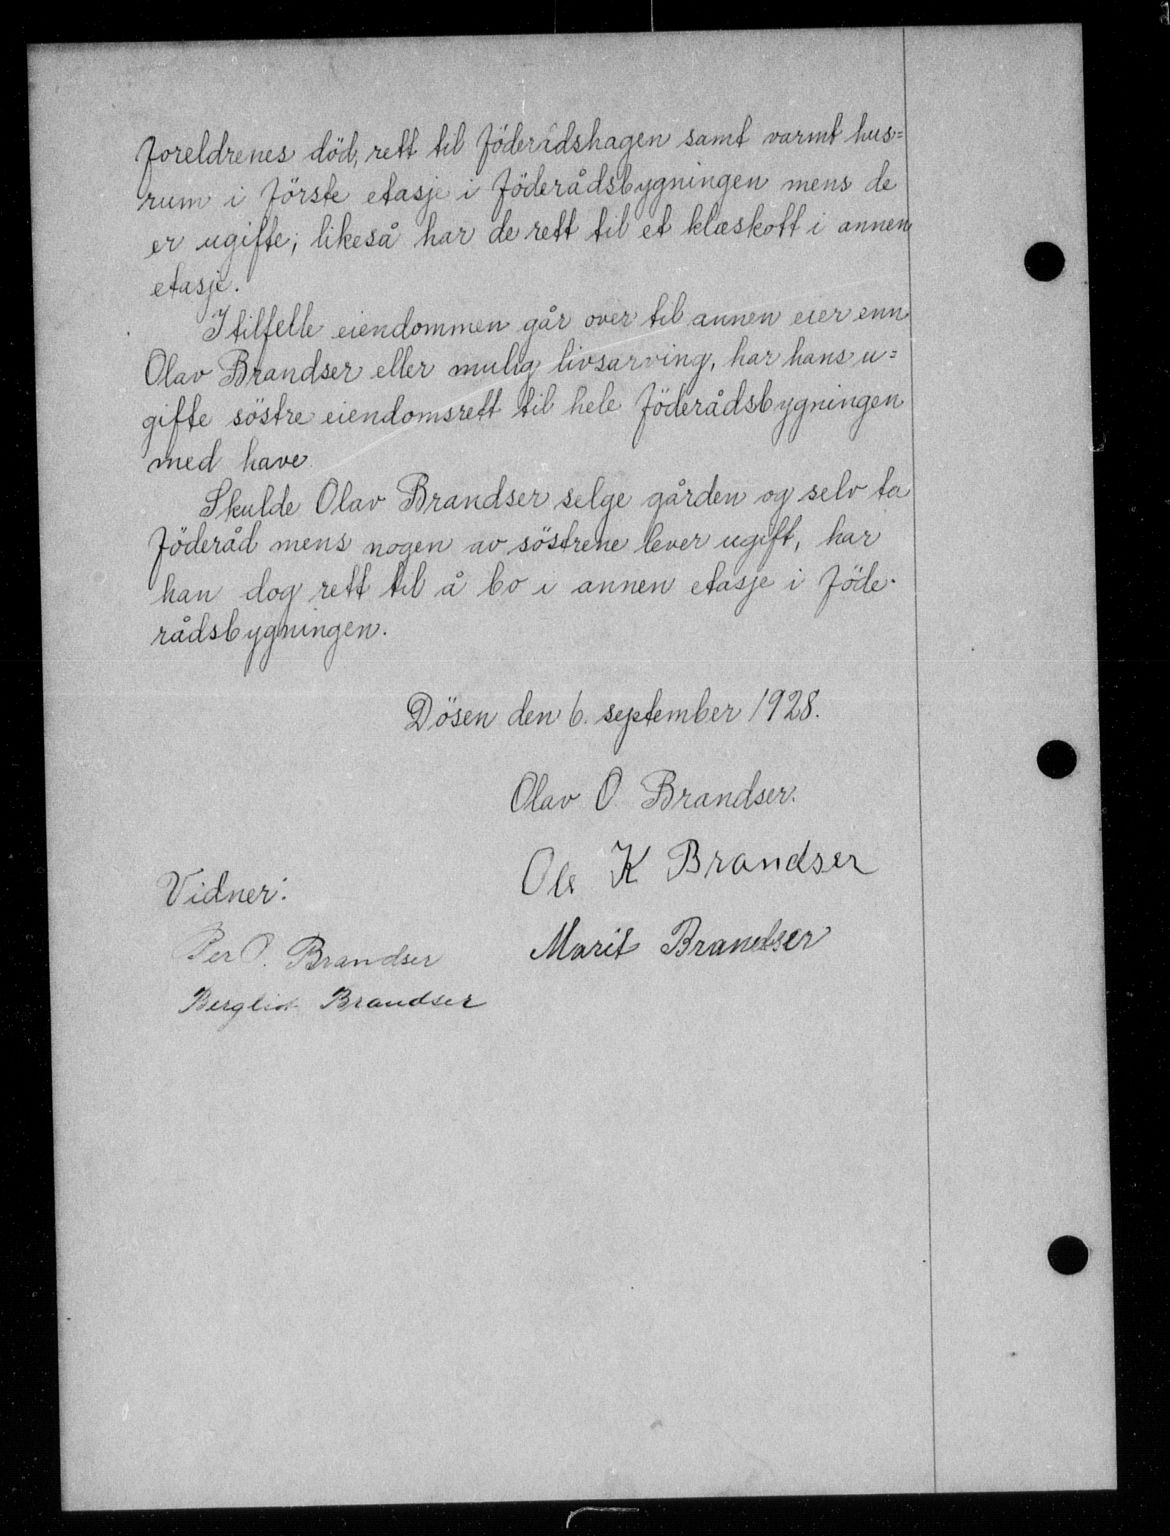 foreldrenes död, rett til föderådshagen samt varmt hus=
rum i förste etasje i föderådsbygningen mens de
er ugifte; likeså har de rett til et klæskott i annen
etasje.
I tilfelle eiendommen går over til annen eier enn
Olav Brandser eller mulig livsarving, har hans u=
gifte söstre eiendomsrett til hele föderådsbygningen
med have.
Skulde Olav Brandser selge gården og selv ta
föderåd mens nogen av söstrene lever ugift, har
han dog rett til å bo i annen etasje i föde-
rådsbygningen.
Dösen den 6. september 1928.
Olav O. Brandser.
Ole K Brandser
Vidner:
Marit Brandser
Per O. Brandser
Berglid Brandser